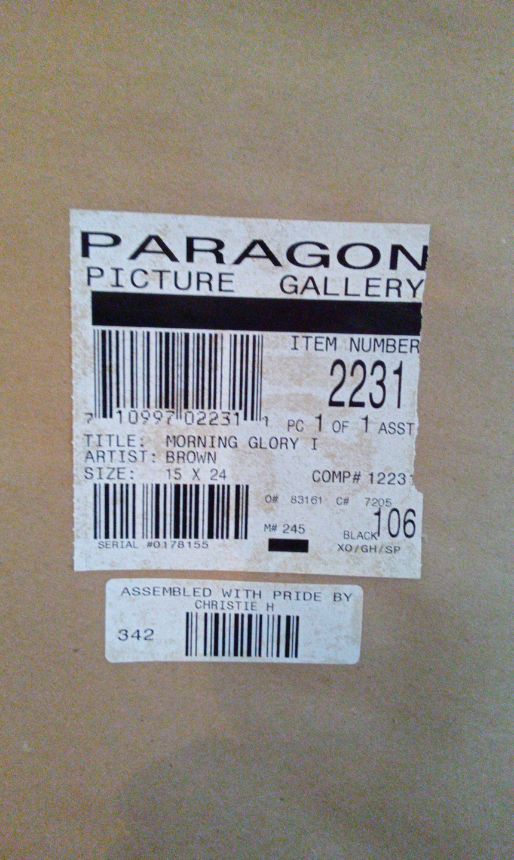 PARAGON
PICTURE GALLERY
ITEM NUMBER
2231
7 10997 02231 1
PC 1 OF 1 ASST
TITLE: MORNING GLORY I
ARTIST: BROWN
SIZE: 15 X 24
COMP# 12231
O# 83161 C# 7205
M# 245
BLACK 106
XO/GH/SP
SERIAL #0178155
ASSEMBLED WITH PRIDE BY
CHRISTIE H
342